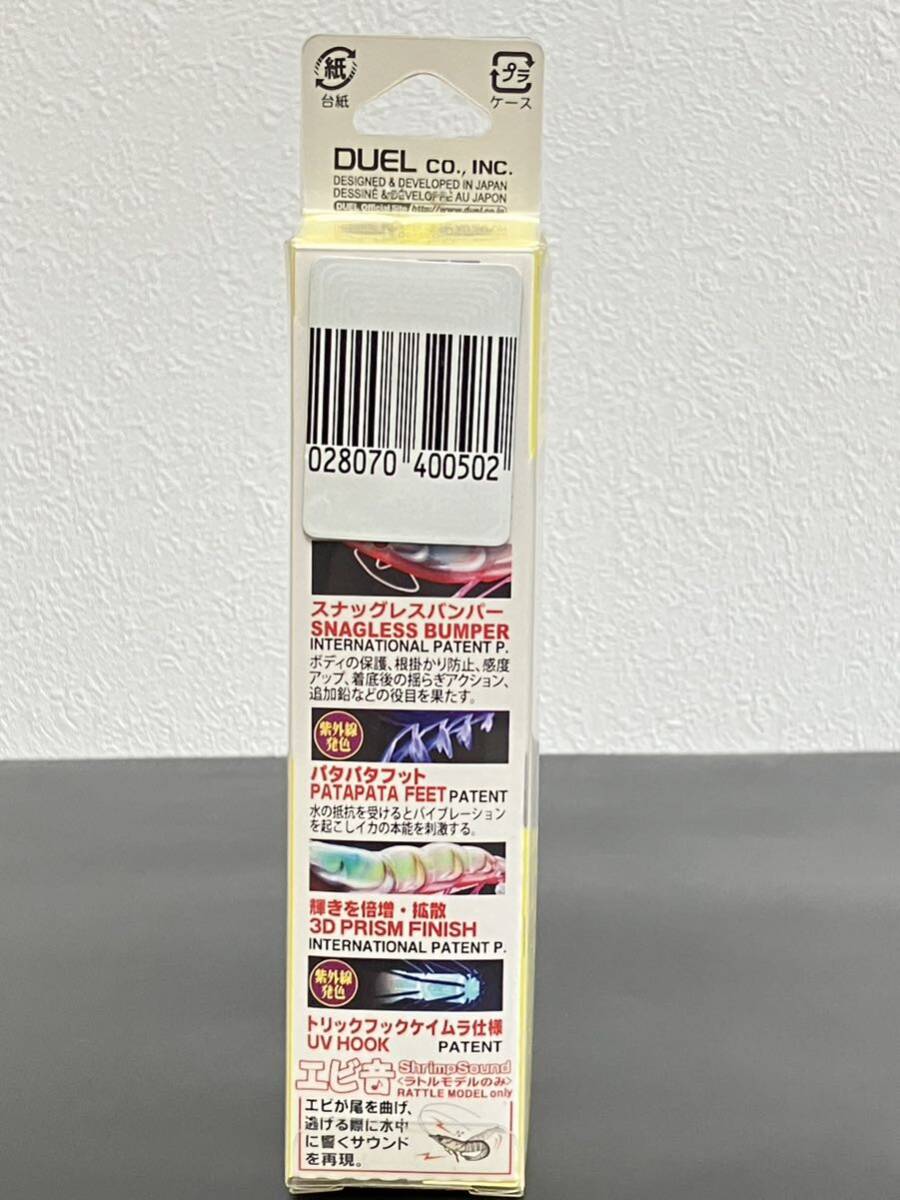 紙
台紙
プラ
ケース
DUEL CO., INC.
DESIGNED & DEVELOPED IN JAPAN
DESSINÉ & DÉVELOPPÉ AU JAPON
DUEL Official Site http://www.duel.co.jp
028070 400502
スナッグレスバンパー
SNAGLESS BUMPER
INTERNATIONAL PATENT P.
ボディの保護、根掛かり防止、感度
アップ、着底後の揺らぎアクション、
追加鉛などの役目を果たす。
紫外線
発色
パタパタフット
PATAPATA FEET PATENT
水の抵抗を受けるとバイブレーション
を起こしイカの本能を刺激する。
輝きを倍増・拡散
3D PRISM FINISH
INTERNATIONAL PATENT P.
紫外線
発色
トリックフックケイムラ仕様
UV HOOK PATENT
エビ音
ShrimpSound
<ラトルモデルのみ>
RATTLE MODEL only
エビが尾を曲げ、
逃げる際に水中
に響くサウンド
を再現。